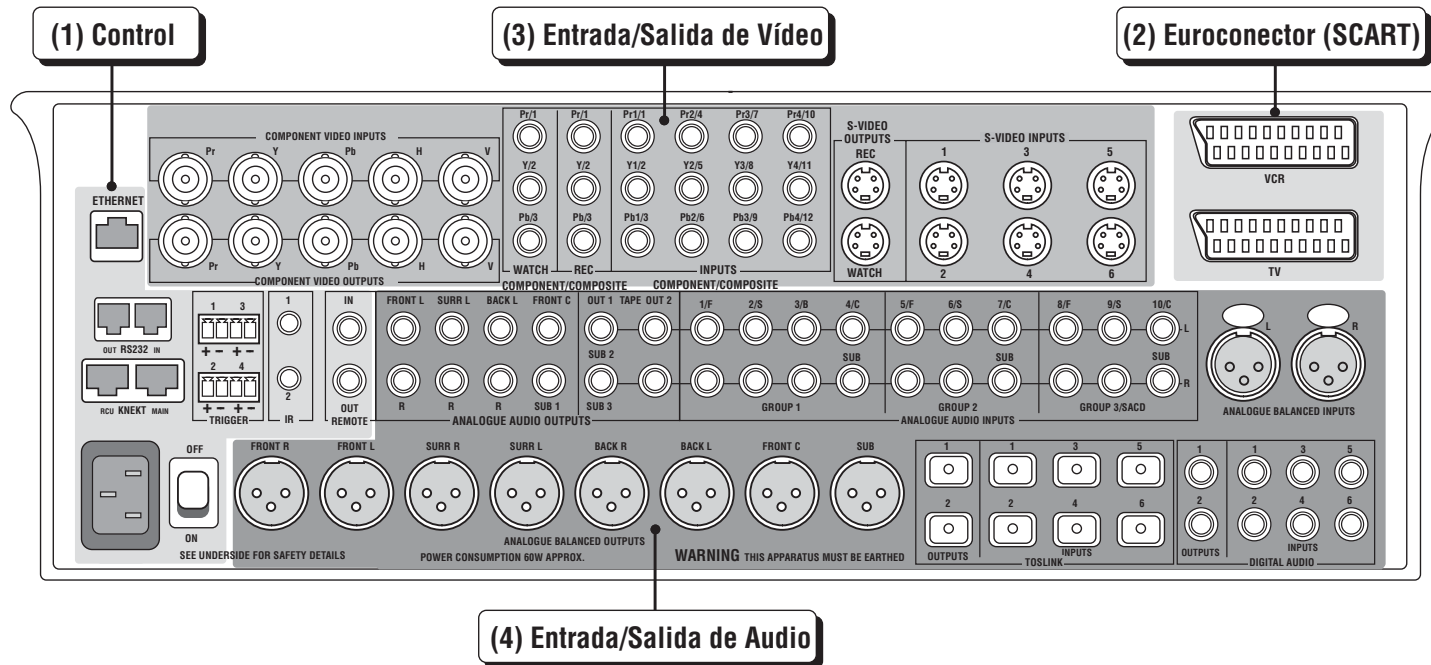 (1) Control
(3) Entrada/Salida de Vídeo
(2) Euroconector (SCART)
COMPONENT VIDEO INPUTS
Pr Y Pb H V
Pr Y Pb H V
COMPONENT VIDEO OUTPUTS
ETHERNET
Pr/1 Pr/1 Pr1/1 Pr2/4 Pr3/7 Pr4/10
Y/2 Y/2 Y1/2 Y2/5 Y3/8 Y4/11
Pb/3 Pb/3 Pb1/3 Pb2/6 Pb3/9 Pb4/12
WATCH REC INPUTS
COMPONENT/COMPOSITE COMPONENT/COMPOSITE
S-VIDEO OUTPUTS
REC
WATCH
S-VIDEO INPUTS
1 3 5
2 4 6
VCR
TV
OUT RS232 IN
RCU KNEKT MAIN
1 3
+ - + -
2 4
+ - + -
TRIGGER
1
2
IR
IN
OUT
REMOTE
FRONT L SURR L BACK L FRONT C OUT 1 TAPE OUT 2
SUB 2
R R R SUB 1 SUB 3
ANALOGUE AUDIO OUTPUTS
1/F 2/S 3/B 4/C 5/F 6/S 7/C 8/F 9/S 10/C
L
SUB SUB SUB
R
GROUP 1 GROUP 2 GROUP 3/SACD
ANALOGUE AUDIO INPUTS
L R
ANALOGUE BALANCED INPUTS
OFF
ON
SEE UNDERSIDE FOR SAFETY DETAILS
FRONT R FRONT L SURR R SURR L BACK R BACK L FRONT C SUB
ANALOGUE BALANCED OUTPUTS
POWER CONSUMPTION 60W APPROX.
WARNING THIS APPARATUS MUST BE EARTHED
1 1 3 5
2 2 4 6
OUTPUTS INPUTS
TOSLINK
1 1 3 5
2 2 4 6
OUTPUTS INPUTS
DIGITAL AUDIO
(4) Entrada/Salida de Audio